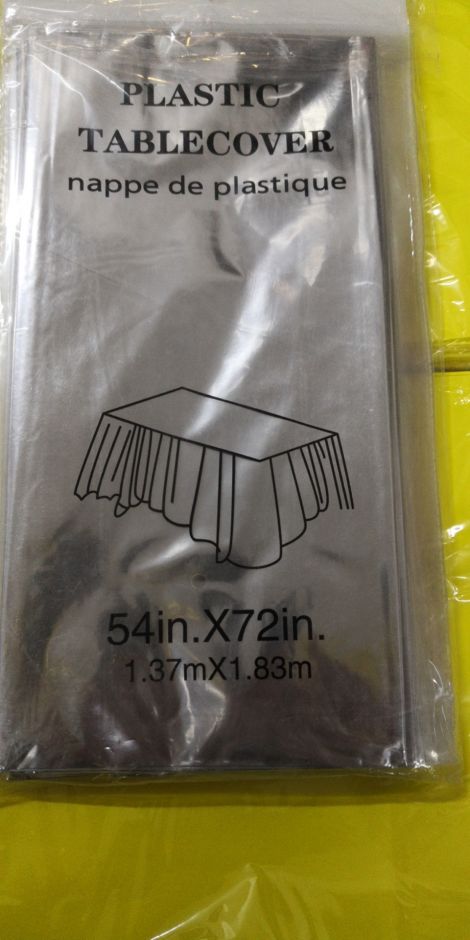 PLASTIC
TABLECOVER
nappe de plastique
54in.X72in.
1.37mX1.83m